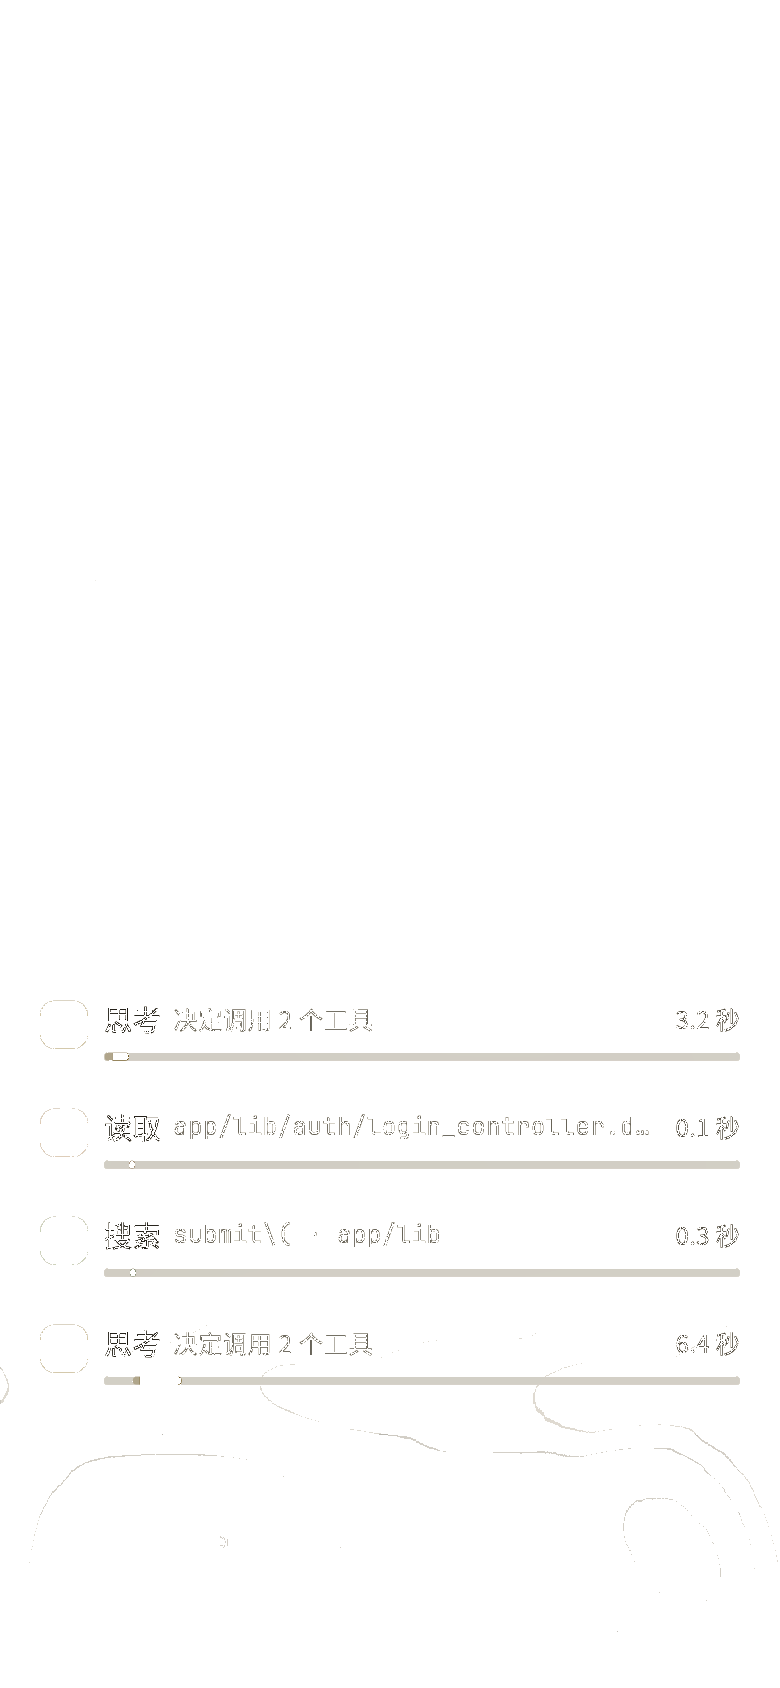 思考 决定调用 2 个工具 3.2 秒
读取 app/lib/auth/login_controller.d… 0.1 秒
搜索 submit\( · app/lib 0.3 秒
思考 决定调用 2 个工具 6.4 秒